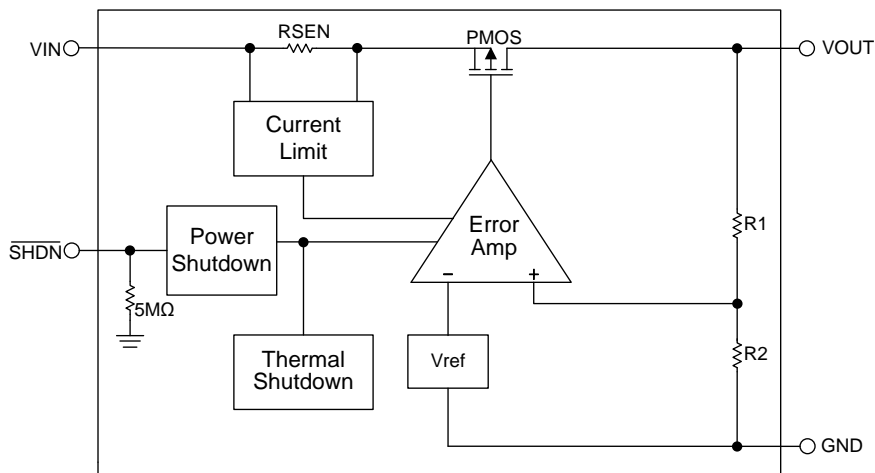 VIN
RSEN
PMOS
VOUT
Current
Limit
SHDN
Power
Shutdown
Error
Amp
R1
5MΩ
− +
Thermal
Shutdown
Vref
R2
GND